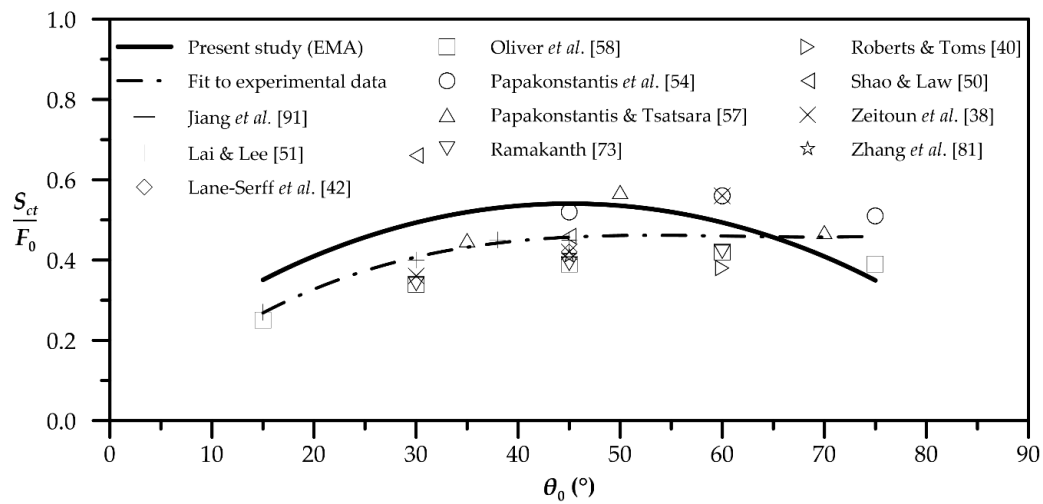 1.0
0.8
0.6
0.4
0.2
0.0
S_ct
F_0
Present study (EMA)
Fit to experimental data
Jiang et al. [91]
Lai & Lee [51]
Lane-Serff et al. [42]
Oliver et al. [58]
Papakonstantis et al. [54]
Papakonstantis & Tsatsara [57]
Ramakanth [73]
Roberts & Toms [40]
Shao & Law [50]
Zeitoun et al. [38]
Zhang et al. [81]
0 10 20 30 40 50 60 70 80 90
θ_0 (°)